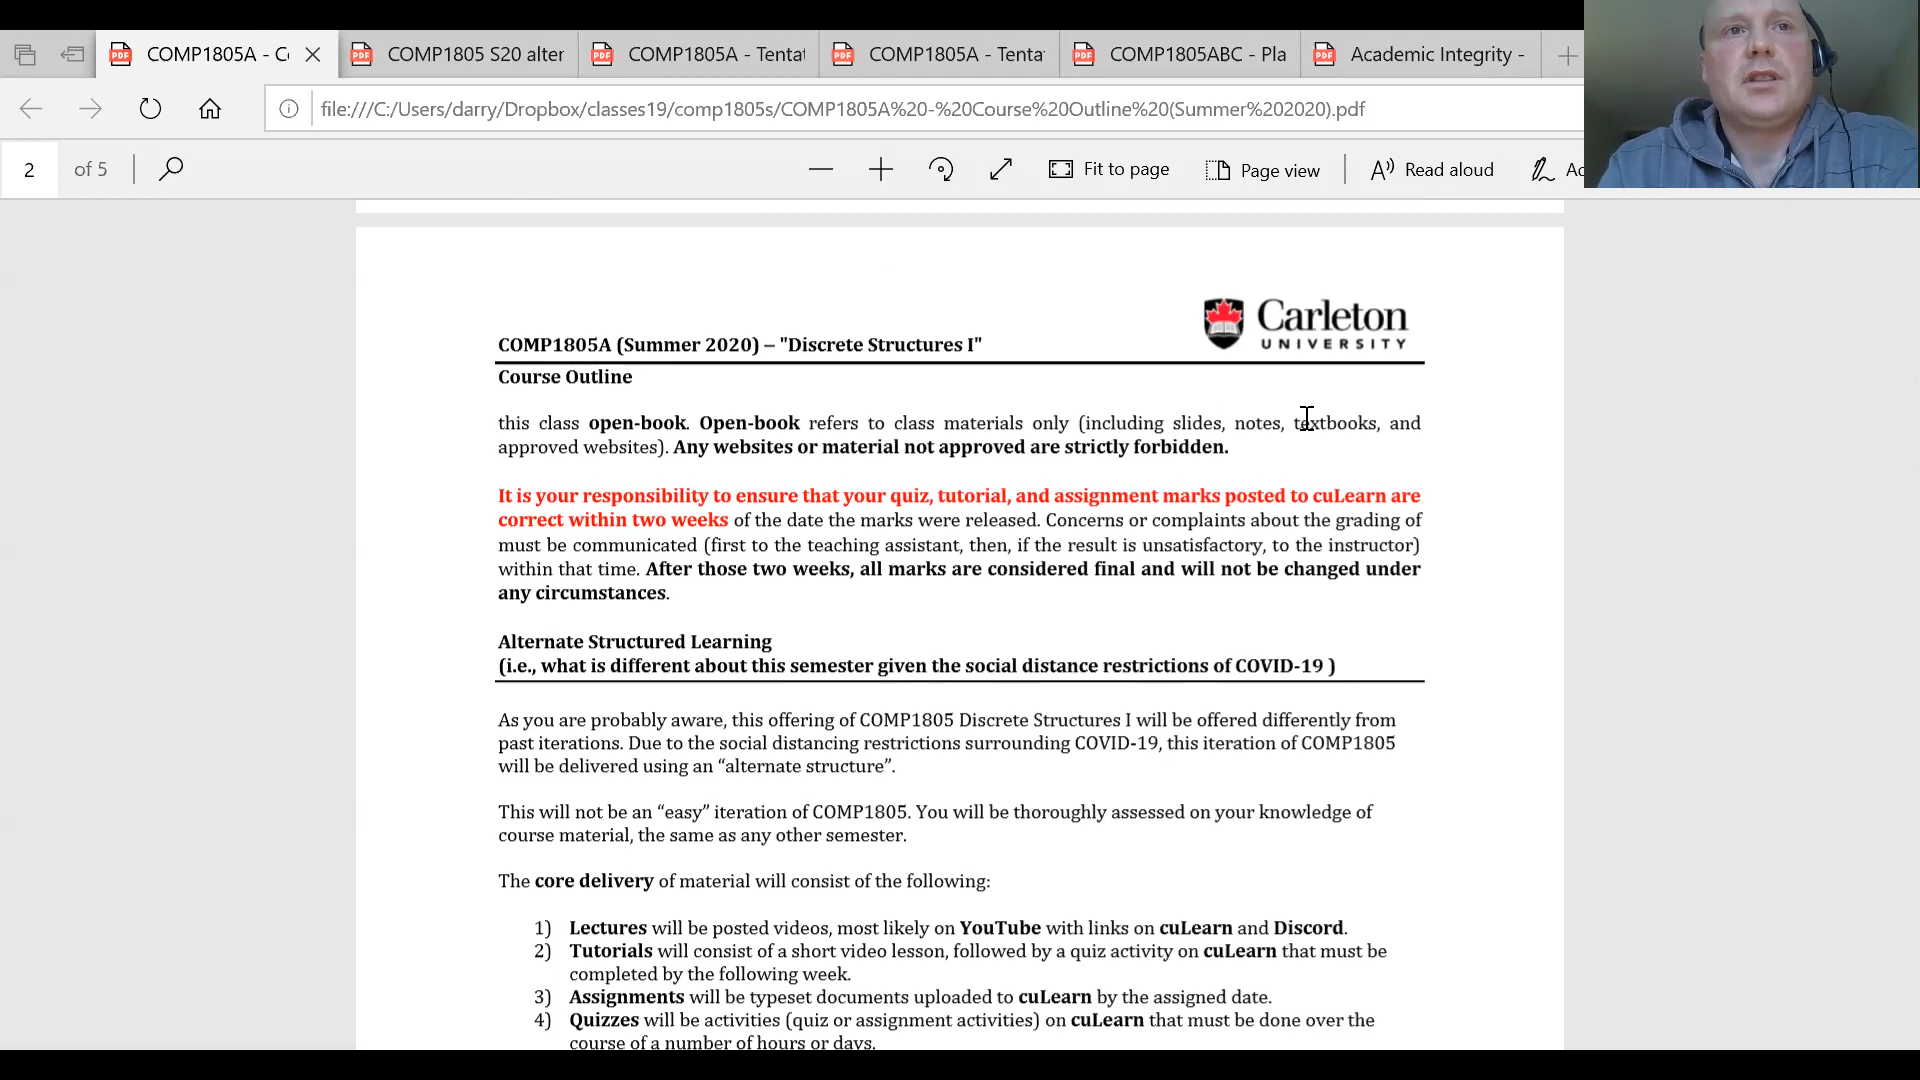 COMP1805A - Co
COMP1805 S20 alter
COMP1805A - Tentat
COMP1805A - Tenta
COMP1805ABC - Pla
Academic Integrity -
file:///C:/Users/darry/Dropbox/classes19/comp1805s/COMP1805A%20-%20Course%20Outline%20(Summer%202020).pdf
2 of 5
Fit to page
Page view
Read aloud
Carleton
UNIVERSITY
COMP1805A (Summer 2020) – "Discrete Structures I"
Course Outline
this class open-book. Open-book refers to class materials only (including slides, notes, textbooks, and
approved websites). Any websites or material not approved are strictly forbidden.
It is your responsibility to ensure that your quiz, tutorial, and assignment marks posted to cuLearn are
correct within two weeks of the date the marks were released. Concerns or complaints about the grading of
must be communicated (first to the teaching assistant, then, if the result is unsatisfactory, to the instructor)
within that time. After those two weeks, all marks are considered final and will not be changed under
any circumstances.
Alternate Structured Learning
(i.e., what is different about this semester given the social distance restrictions of COVID-19 )
As you are probably aware, this offering of COMP1805 Discrete Structures I will be offered differently from
past iterations. Due to the social distancing restrictions surrounding COVID-19, this iteration of COMP1805
will be delivered using an “alternate structure”.
This will not be an “easy” iteration of COMP1805. You will be thoroughly assessed on your knowledge of
course material, the same as any other semester.
The core delivery of material will consist of the following:
1) Lectures will be posted videos, most likely on YouTube with links on cuLearn and Discord.
2) Tutorials will consist of a short video lesson, followed by a quiz activity on cuLearn that must be
completed by the following week.
3) Assignments will be typeset documents uploaded to cuLearn by the assigned date.
4) Quizzes will be activities (quiz or assignment activities) on cuLearn that must be done over the
course of a number of hours or days.